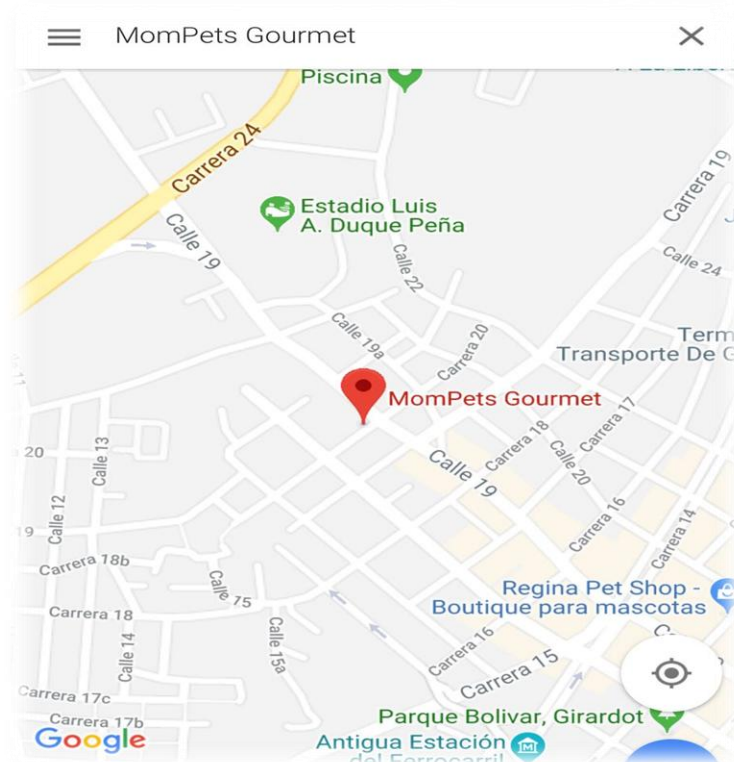 MomPets Gourmet
Piscina
Carrera 24
Carrera 19
Estadio Luis
A. Duque Peña
Calle 19
Calle 22
Calle 24
Calle 19a
Carrera 20
Term
Transporte De G
MomPets Gourmet
Carrera 17
Carrera 18
20
Calle 13
Calle 19
Calle 20
Calle 12
Carrera 16
Carrera 14
19
Carrera 18b
Calle 75
Regina Pet Shop -
Boutique para mascotas
Carrera 18
Calle 14
Calle 15a
Carrera 16
Carrera 15
Carrera 17c
Carrera 17b
Parque Bolivar, Girardot
Google
Antigua Estación
del Ferrocarril